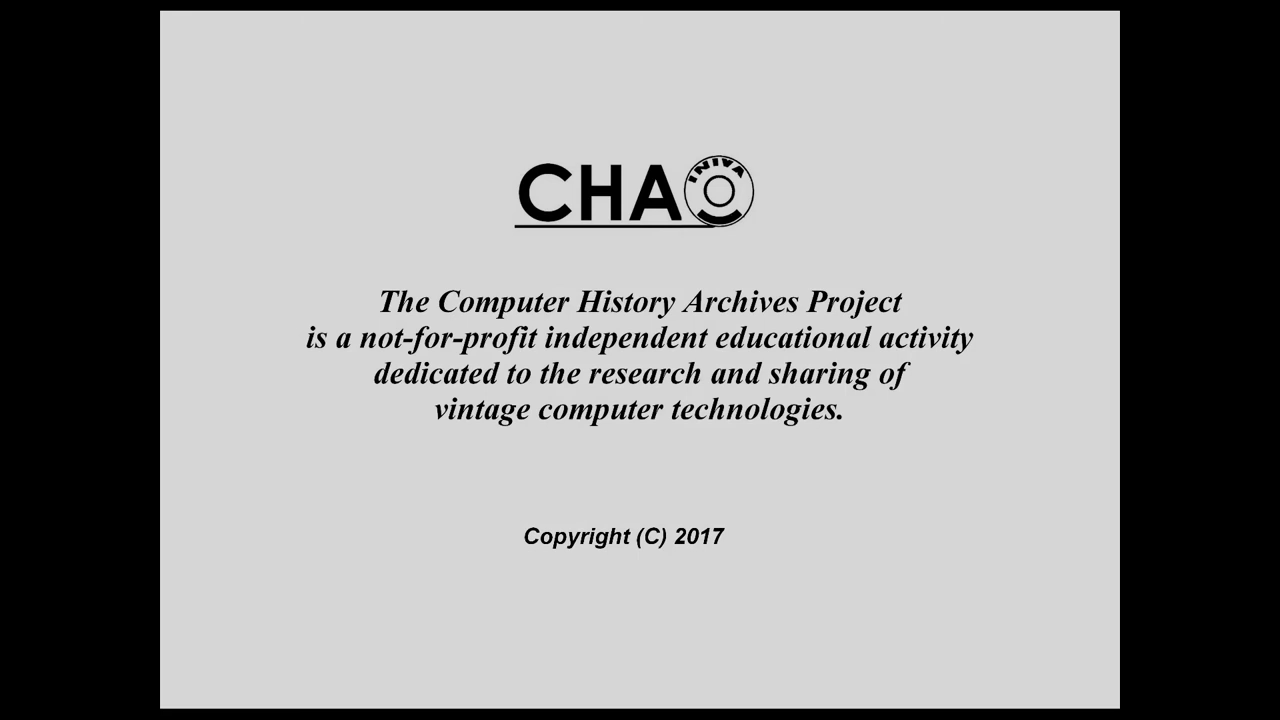 CHA
The Computer History Archives Project
is a not-for-profit independent educational activity
dedicated to the research and sharing of
vintage computer technologies.
Copyright (C) 2017